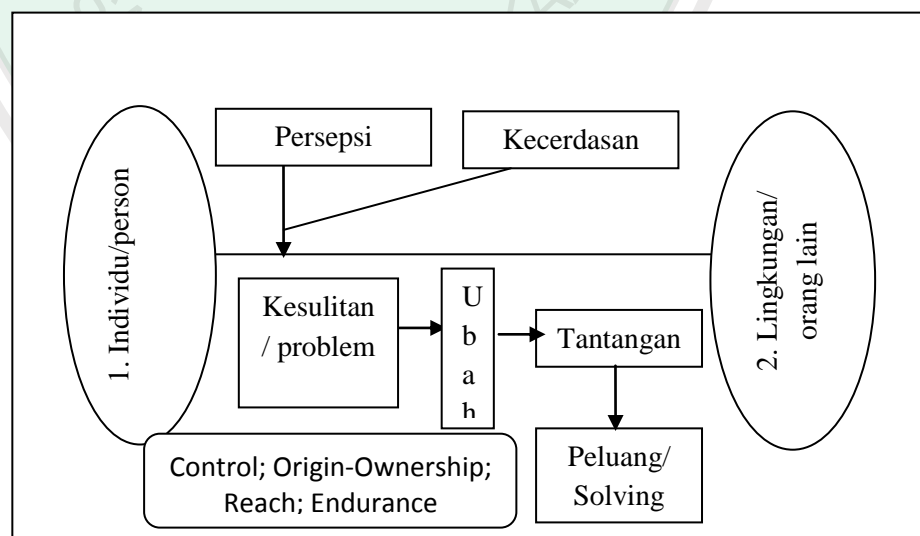 Persepsi
Kecerdasan
1. Individu/person
2. Lingkungan/
orang lain
Kesulitan
/ problem
U
b
a
h
Tantangan
Peluang/
Solving
Control; Origin-Ownership;
Reach; Endurance